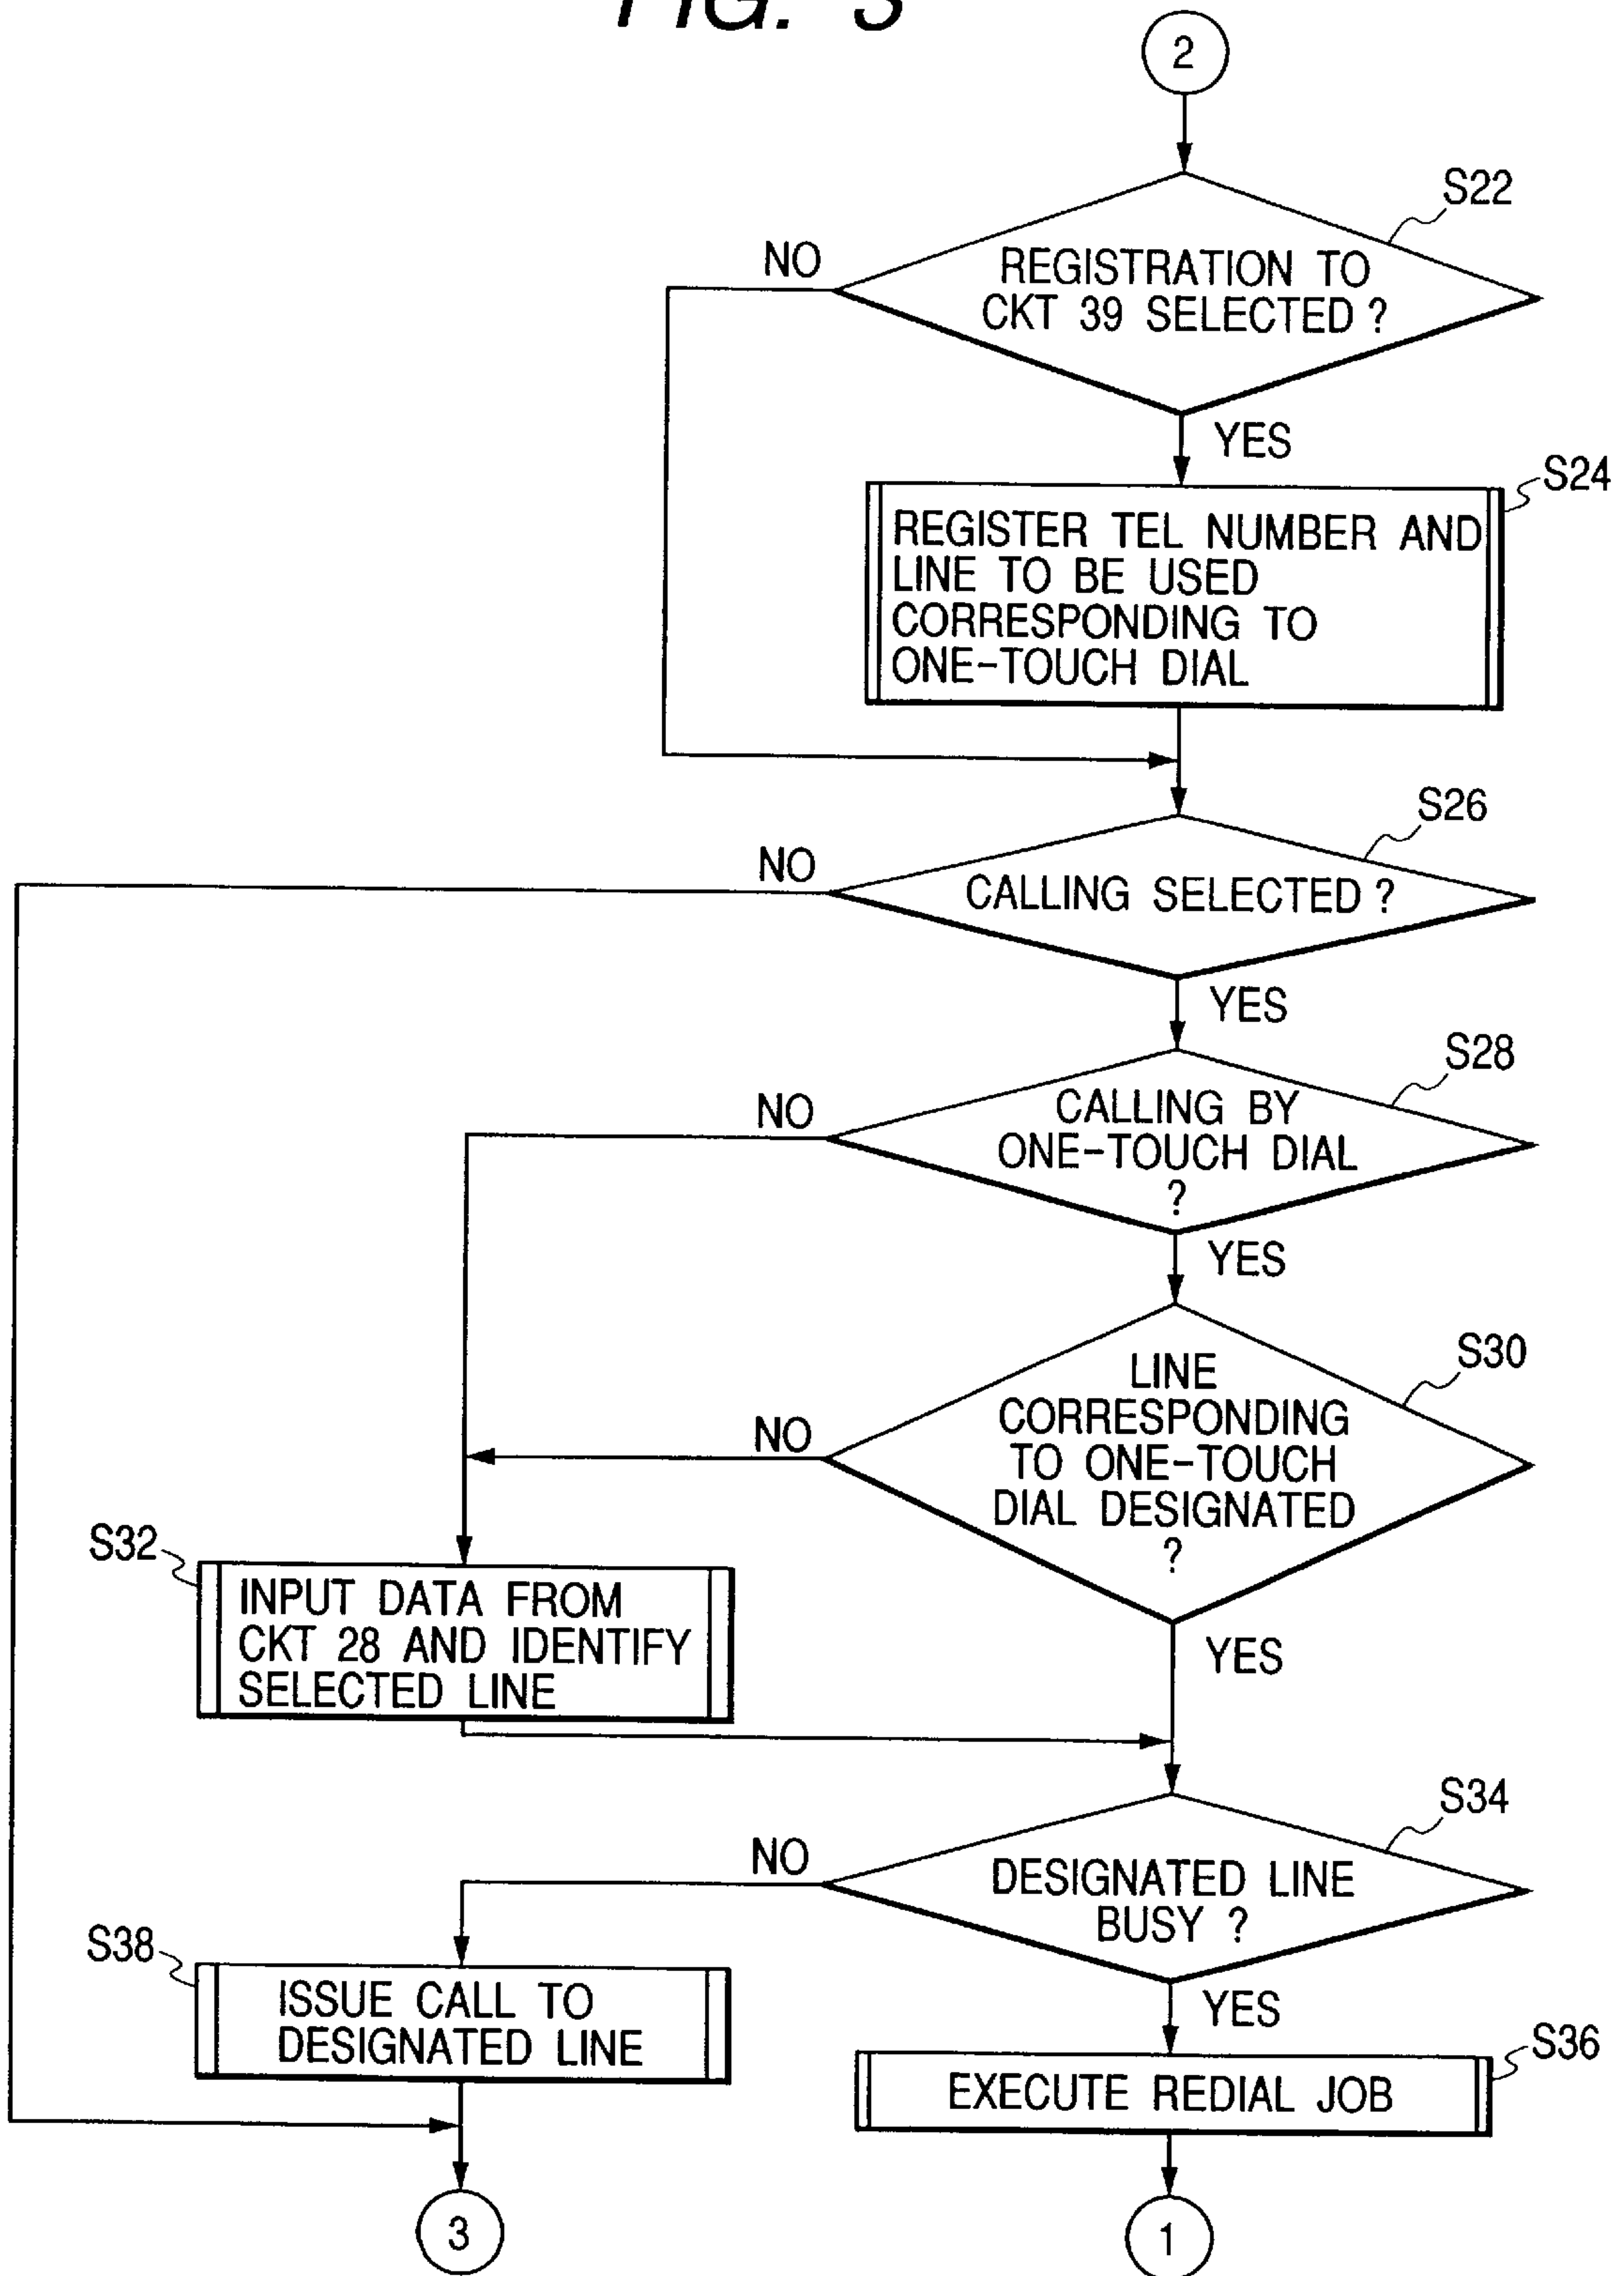 FIG. 3
2
S22
NO
REGISTRATION TO
CKT 39 SELECTED ?
YES
S24
REGISTER TEL NUMBER AND
LINE TO BE USED
CORRESPONDING TO
ONE-TOUCH DIAL
S26
NO
CALLING SELECTED ?
YES
S28
NO
CALLING BY
ONE-TOUCH DIAL
?
YES
S30
NO
LINE
CORRESPONDING
TO ONE-TOUCH
DIAL DESIGNATED
?
YES
S32
INPUT DATA FROM
CKT 28 AND IDENTIFY
SELECTED LINE
S34
NO
DESIGNATED LINE
BUSY ?
YES
S38
ISSUE CALL TO
DESIGNATED LINE
S36
EXECUTE REDIAL JOB
3
1